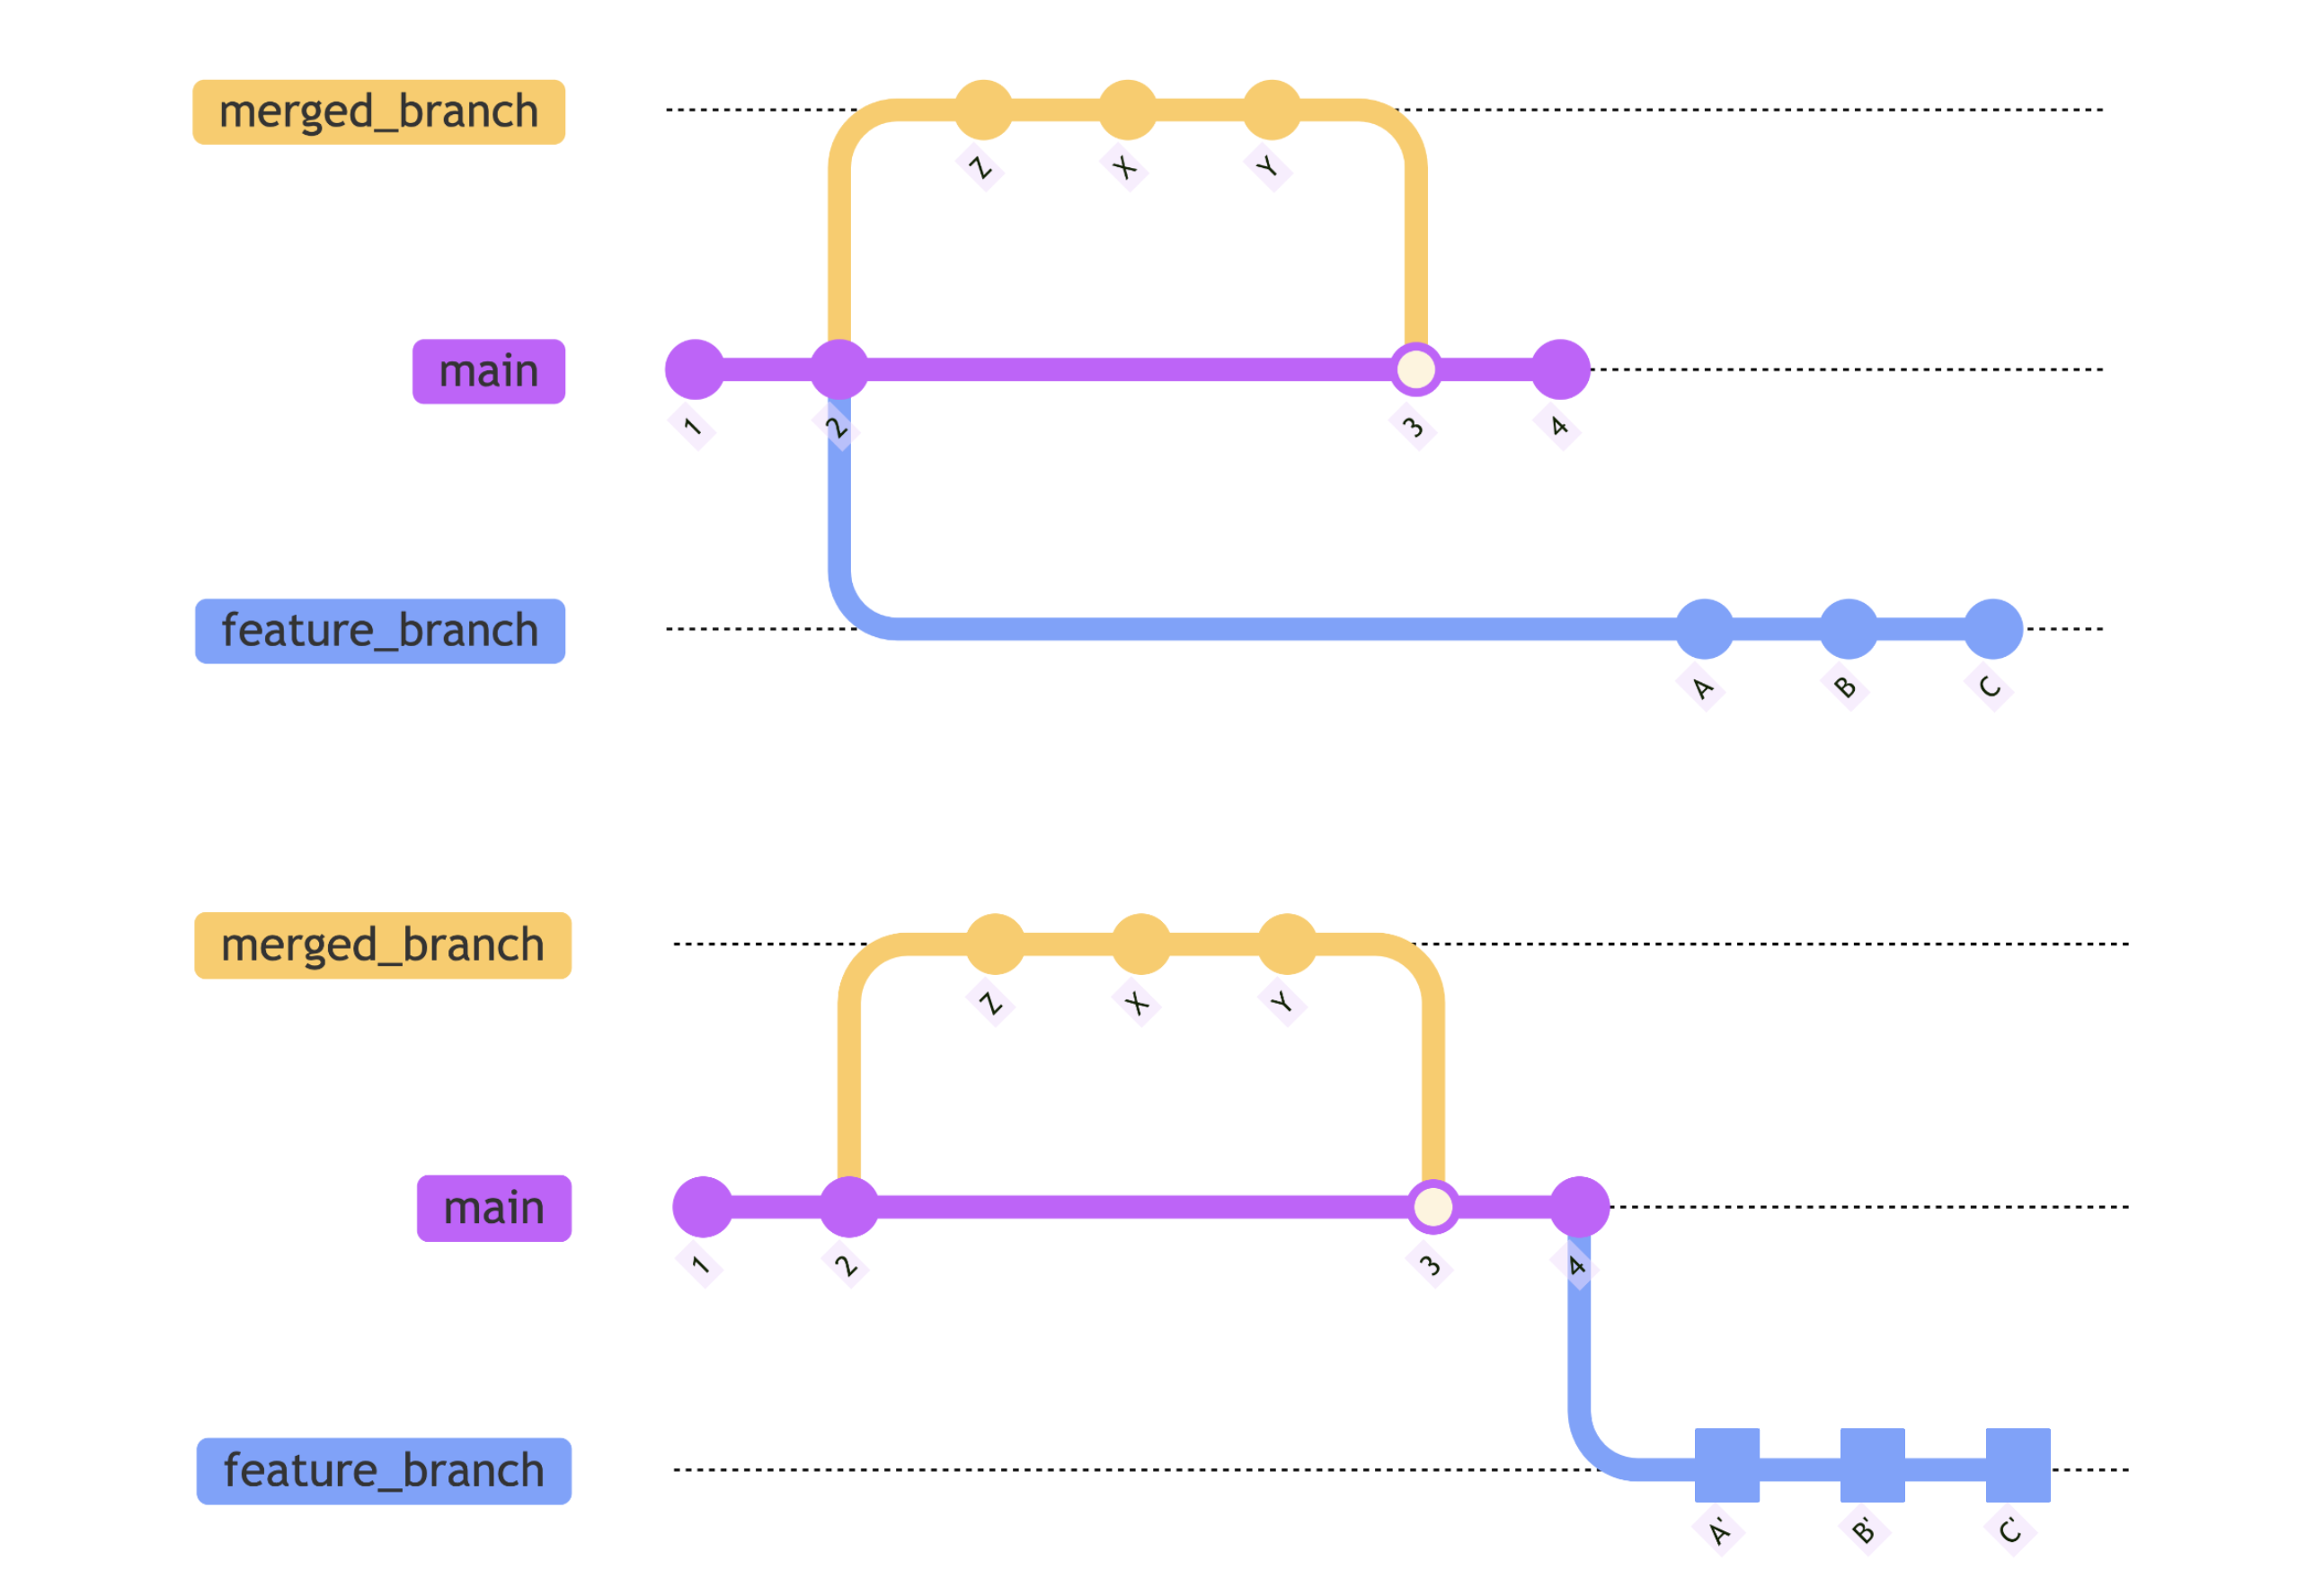 merged_branch
Z
X
Y
main
1
2
3
4
feature_branch
A
B
C
merged_branch
Z
X
Y
main
1
2
3
4
feature_branch
A'
B'
C'